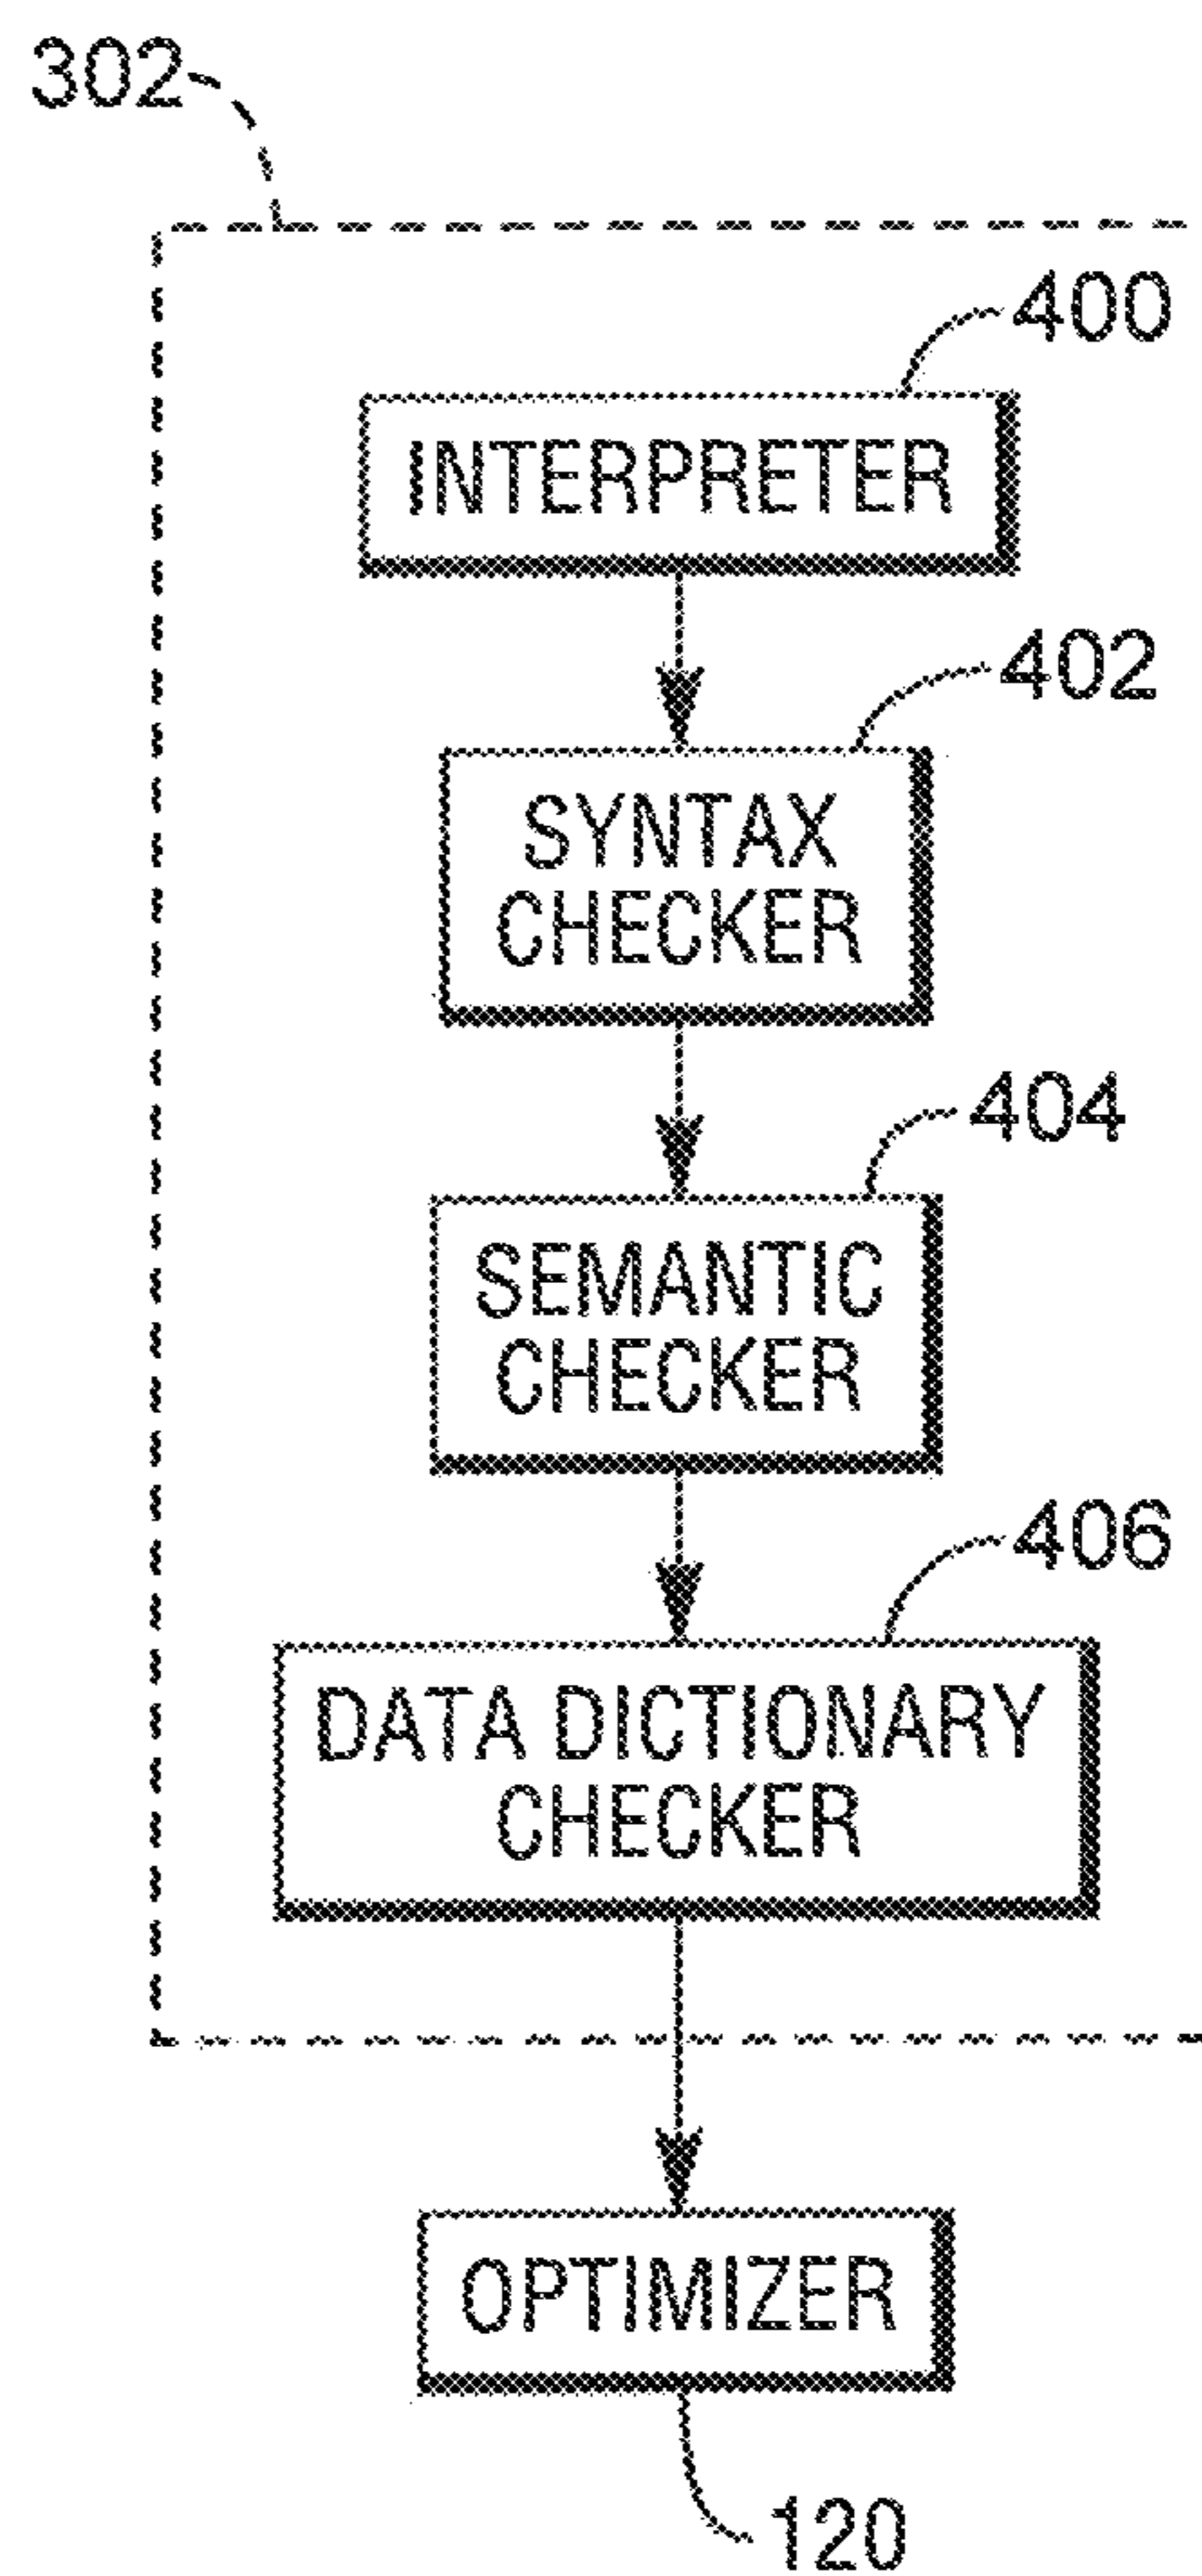 302
400
INTERPRETER
402
SYNTAX
CHECKER
404
SEMANTIC
CHECKER
406
DATA DICTIONARY
CHECKER
OPTIMIZER
120